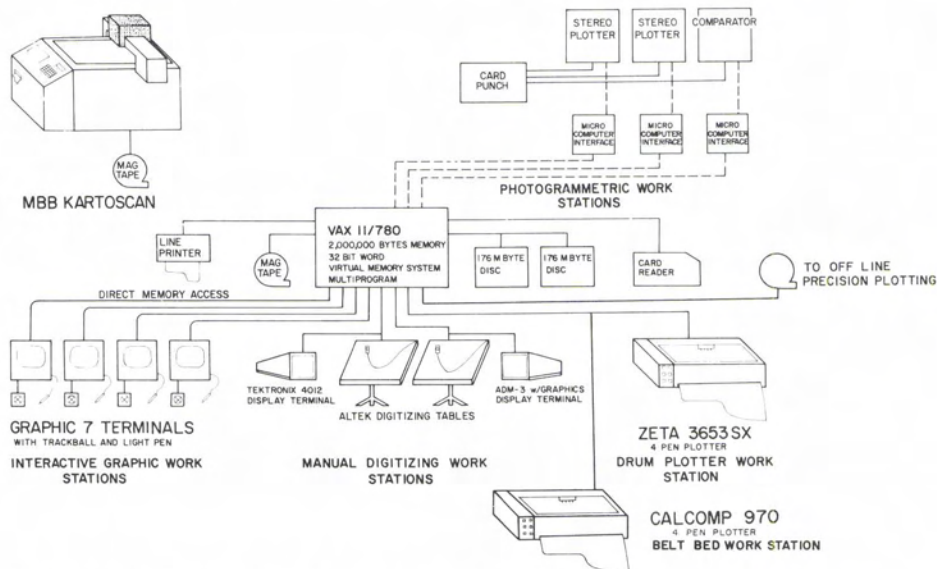 STEREO
PLOTTER
STEREO
PLOTTER
COMPARATOR
CARD
PUNCH
MICRO
COMPUTER
INTERFACE
MICRO
COMPUTER
INTERFACE
MICRO
COMPUTER
INTERFACE
PHOTOGRAMMETRIC WORK
STATIONS
MAG
TAPE
MBB KARTOSCAN
LINE
PRINTER
MAG
TAPE
VAX 11/780
2,000,000 BYTES MEMORY
32 BIT WORD
VIRTUAL MEMORY SYSTEM
MULTIPROGRAM
176 M BYTE
DISC
176 M BYTE
DISC
CARD
READER
TO OFF LINE
PRECISION PLOTTING
DIRECT MEMORY ACCESS
GRAPHIC 7 TERMINALS
WITH TRACKBALL AND LIGHT PEN
INTERACTIVE GRAPHIC WORK
STATIONS
TEKTRONIX 4012
DISPLAY TERMINAL
ALTEK DIGITIZING TABLES
ADM-3 w/GRAPHICS
DISPLAY TERMINAL
MANUAL DIGITIZING WORK
STATIONS
ZETA 3653 SX
4 PEN PLOTTER
DRUM PLOTTER WORK
STATION
CALCOMP 970
4 PEN PLOTTER
BELT BED WORK STATION